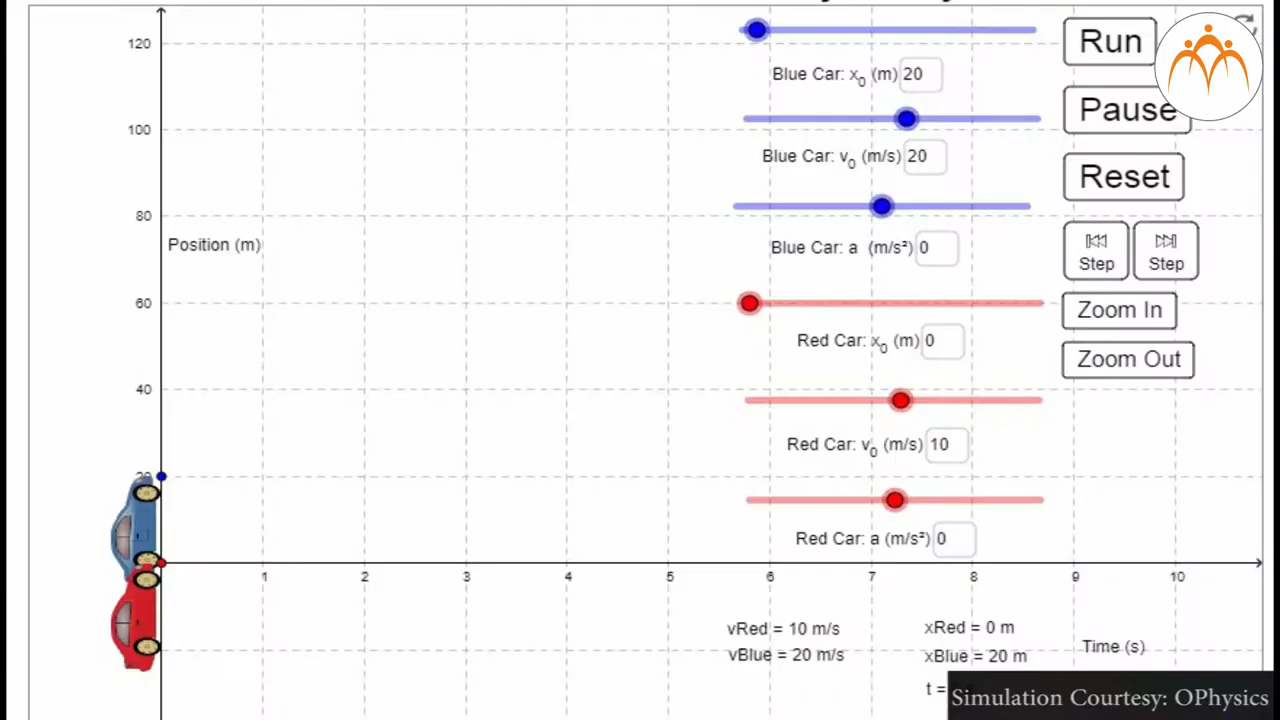 120
Run
Blue Car: x0 (m) 20
100
Pause
Blue Car: v0 (m/s) 20
Reset
80
Position (m)
Blue Car: a (m/s²) 0
Step
Step
60
Zoom In
Red Car: x0 (m) 0
Zoom Out
40
Red Car: v0 (m/s) 10
20
Red Car: a (m/s²) 0
1 2 3 4 5 6 7 8 9 10
vRed = 10 m/s
xRed = 0 m
vBlue = 20 m/s
xBlue = 20 m
Time (s)
t =
Simulation Courtesy: OPhysics